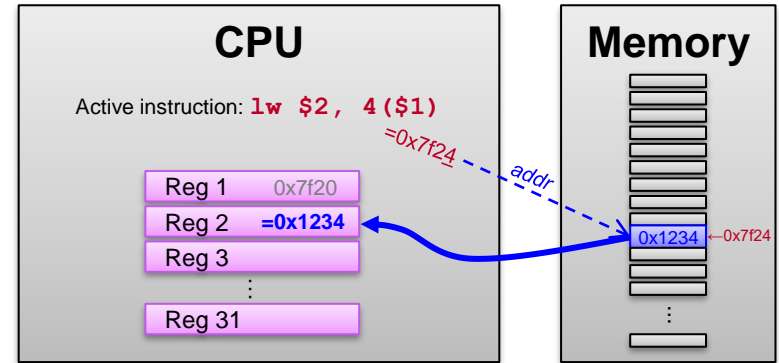 CPU
Active instruction: lw $2, 4($1)
=0x7f24
Reg 1 0x7f20
Reg 2 =0x1234
Reg 3
⋮
Reg 31
addr
Memory
0x1234 ←0x7f24
⋮